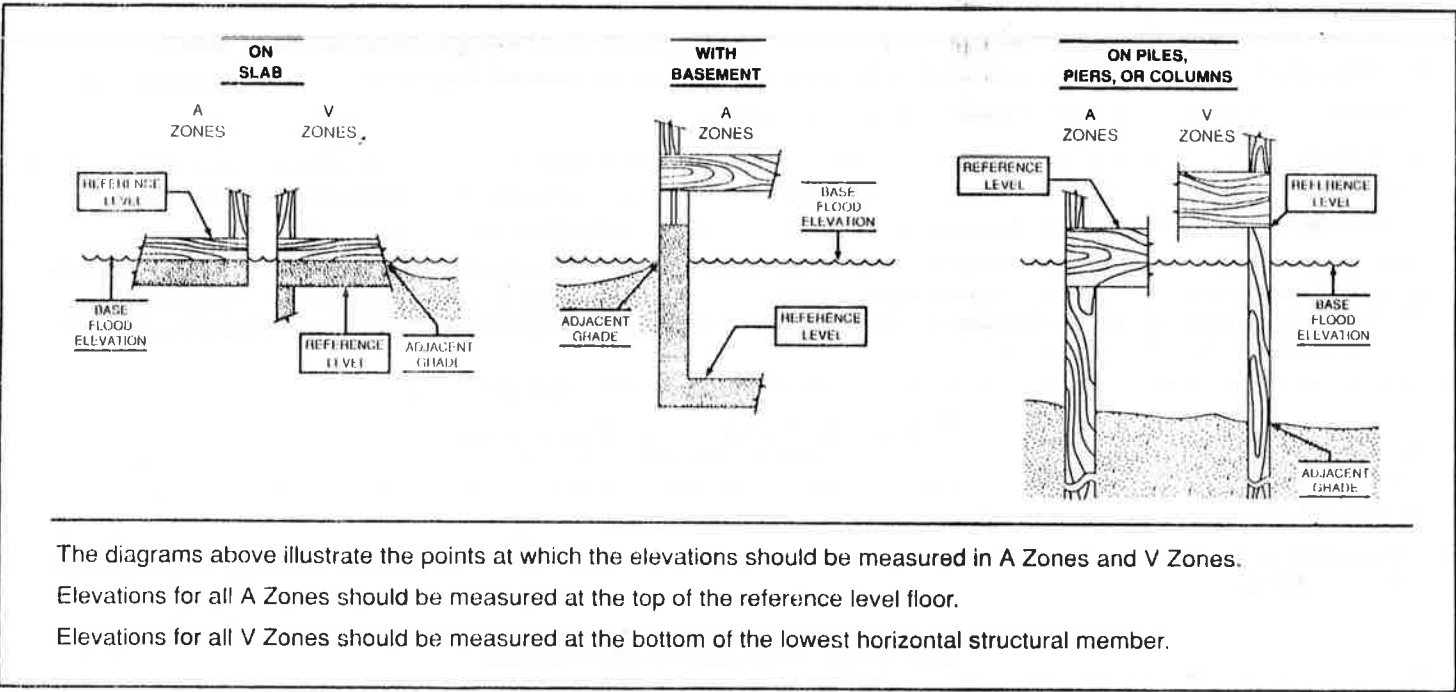 ON
SLAB
A
ZONES
V
ZONES
REFERENCE
LEVEL
BASE
FLOOD
ELEVATION
REFERENCE
LEVEL
ADJACENT
GRADE
WITH
BASEMENT
A
ZONES
BASE
FLOOD
ELEVATION
ADJACENT
GRADE
REFERENCE
LEVEL
ON PILES,
PIERS, OR COLUMNS
A
ZONES
V
ZONES
REFERENCE
LEVEL
REFERENCE
LEVEL
BASE
FLOOD
ELEVATION
ADJACENT
GRADE
The diagrams above illustrate the points at which the elevations should be measured in A Zones and V Zones.
Elevations for all A Zones should be measured at the top of the reference level floor.
Elevations for all V Zones should be measured at the bottom of the lowest horizontal structural member.